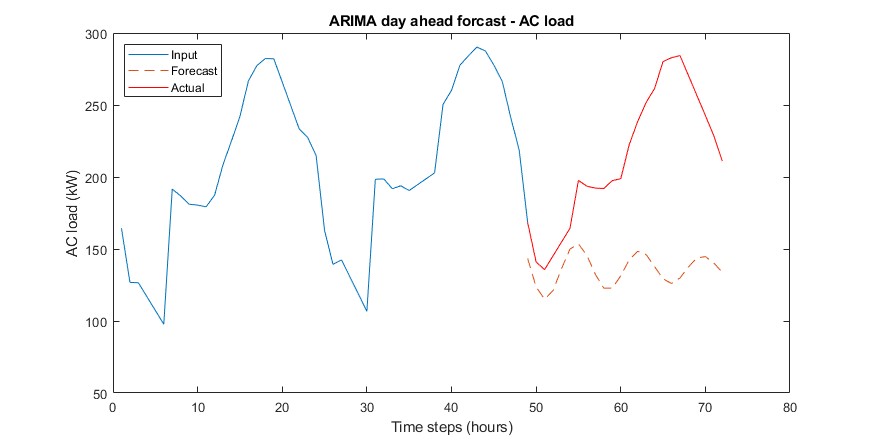 ARIMA day ahead forcast - AC load
Input
Forecast
Actual
AC load (kW)
300
250
200
150
100
50
0
10
20
30
40
50
60
70
80
Time steps (hours)